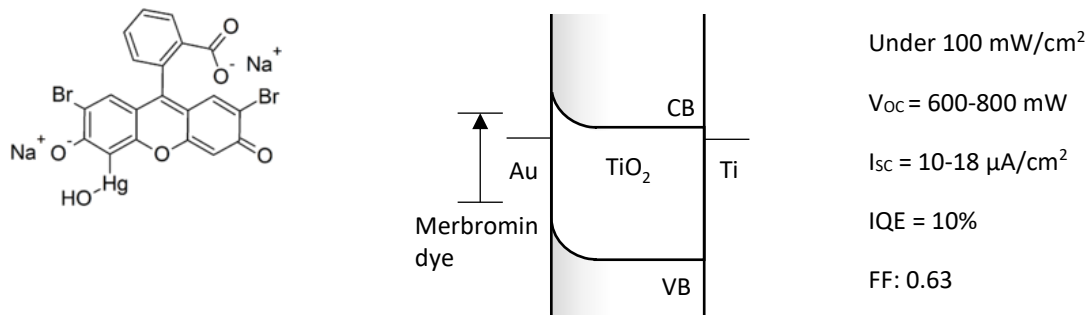 O
O⁻
Na⁺
Br
Br
Na⁺
O⁻
O
O
Hg
HO
CB
Au
TiO₂
Ti
Merbromin
dye
VB
Under 100 mW/cm²
V_OC = 600-800 mW
I_SC = 10-18 µA/cm²
IQE = 10%
FF: 0.63